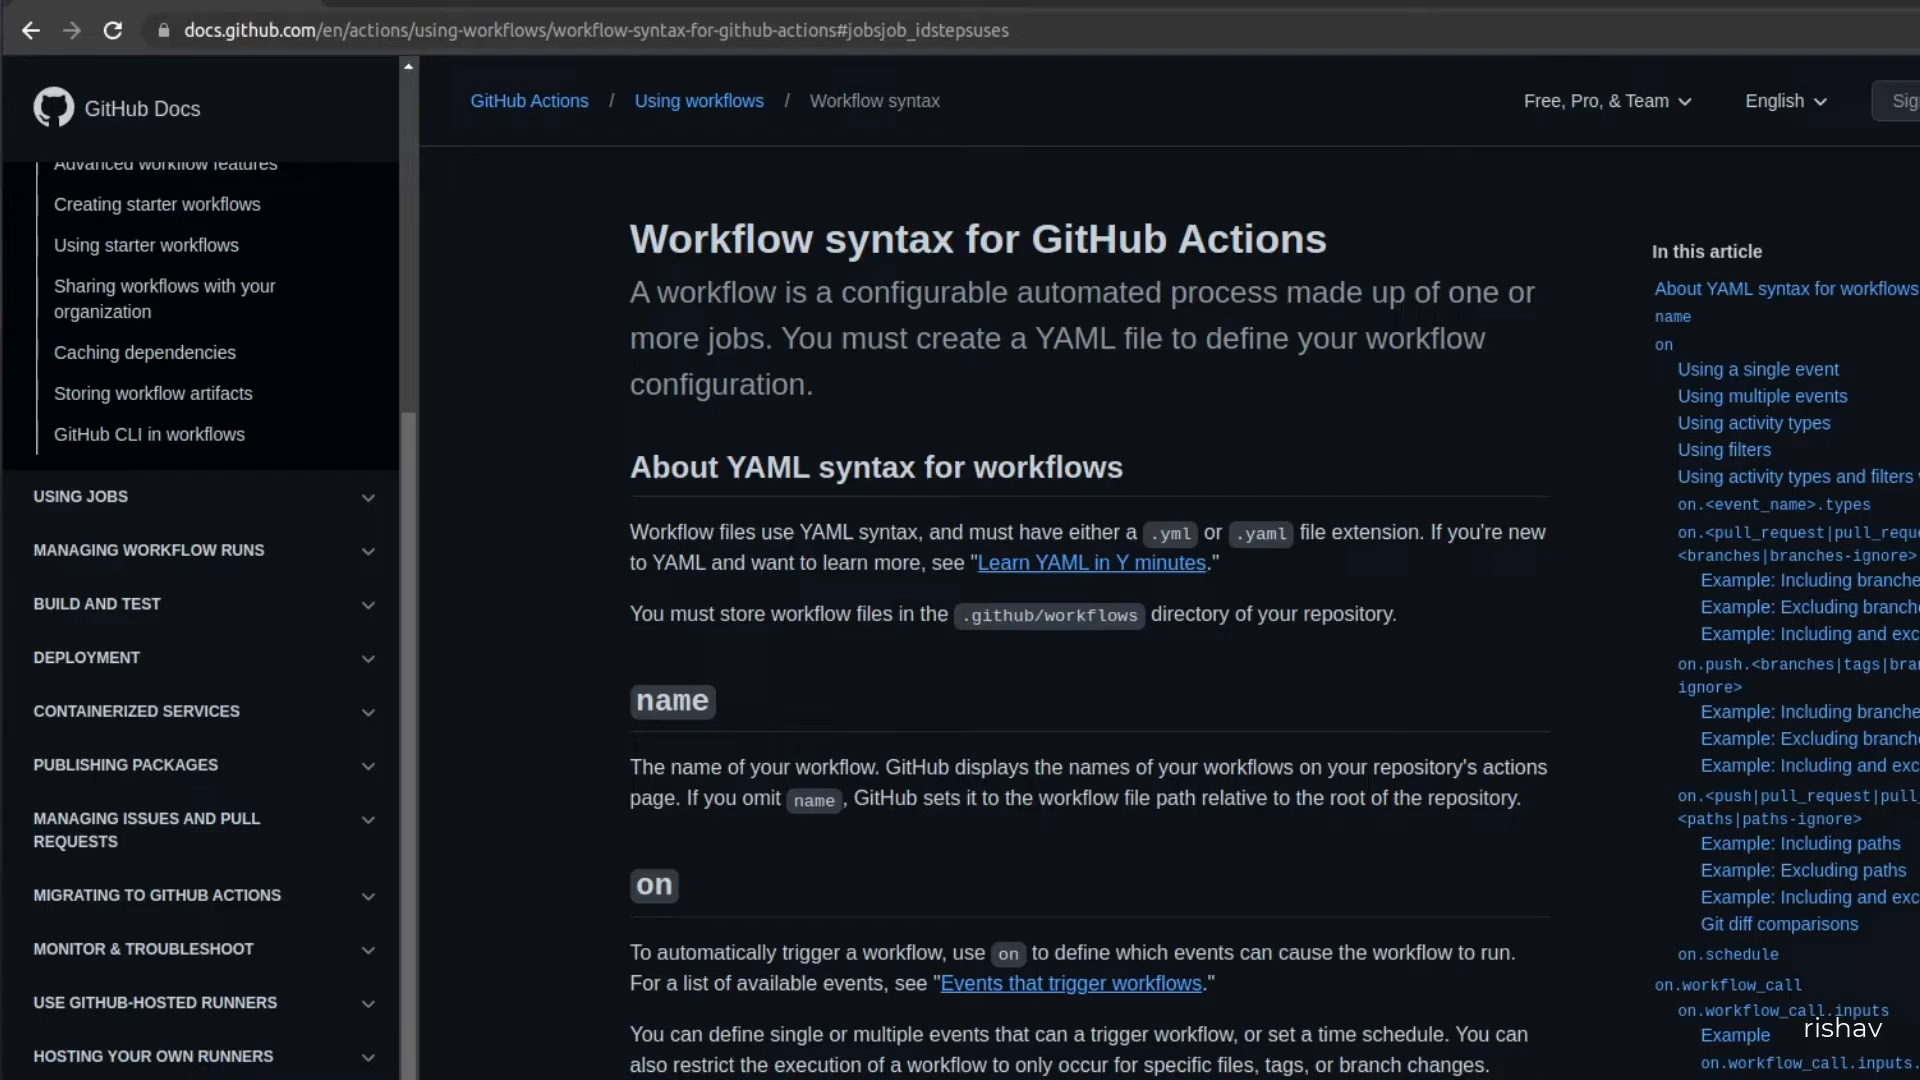 docs.github.com/en/actions/using-workflows/workflow-syntax-for-github-actions#jobsjob_idstepsuses
GitHub Docs
Advanced workflow features
Creating starter workflows
Using starter workflows
Sharing workflows with your
organization
Caching dependencies
Storing workflow artifacts
GitHub CLI in workflows
USING JOBS
MANAGING WORKFLOW RUNS
BUILD AND TEST
DEPLOYMENT
CONTAINERIZED SERVICES
PUBLISHING PACKAGES
MANAGING ISSUES AND PULL
REQUESTS
MIGRATING TO GITHUB ACTIONS
MONITOR & TROUBLESHOOT
USE GITHUB-HOSTED RUNNERS
HOSTING YOUR OWN RUNNERS
GitHub Actions / Using workflows / Workflow syntax
Free, Pro, & Team
English
Sig
Workflow syntax for GitHub Actions
A workflow is a configurable automated process made up of one or
more jobs. You must create a YAML file to define your workflow
configuration.
About YAML syntax for workflows
Workflow files use YAML syntax, and must have either a .yml or .yaml file extension. If you're new
to YAML and want to learn more, see "Learn YAML in Y minutes."
You must store workflow files in the .github/workflows directory of your repository.
name
The name of your workflow. GitHub displays the names of your workflows on your repository's actions
page. If you omit name, GitHub sets it to the workflow file path relative to the root of the repository.
on
To automatically trigger a workflow, use on to define which events can cause the workflow to run.
For a list of available events, see "Events that trigger workflows."
You can define single or multiple events that can a trigger workflow, or set a time schedule. You can
also restrict the execution of a workflow to only occur for specific files, tags, or branch changes.
In this article
About YAML syntax for workflows
name
on
Using a single event
Using multiple events
Using activity types
Using filters
Using activity types and filters
on.<event_name>.types
on.<pull_request|pull_reque
<branches|branches-ignore>
Example: Including branche
Example: Excluding branche
Example: Including and exc
on.push.<branches|tags|bra
ignore>
Example: Including branche
Example: Excluding branche
Example: Including and exc
on.<push|pull_request|pull_
<paths|paths-ignore>
Example: Including paths
Example: Excluding paths
Example: Including and exc
Git diff comparisons
on.schedule
on.workflow_call
on.workflow_call.inputs
Example
on.workflow_call.inputs.
rishav